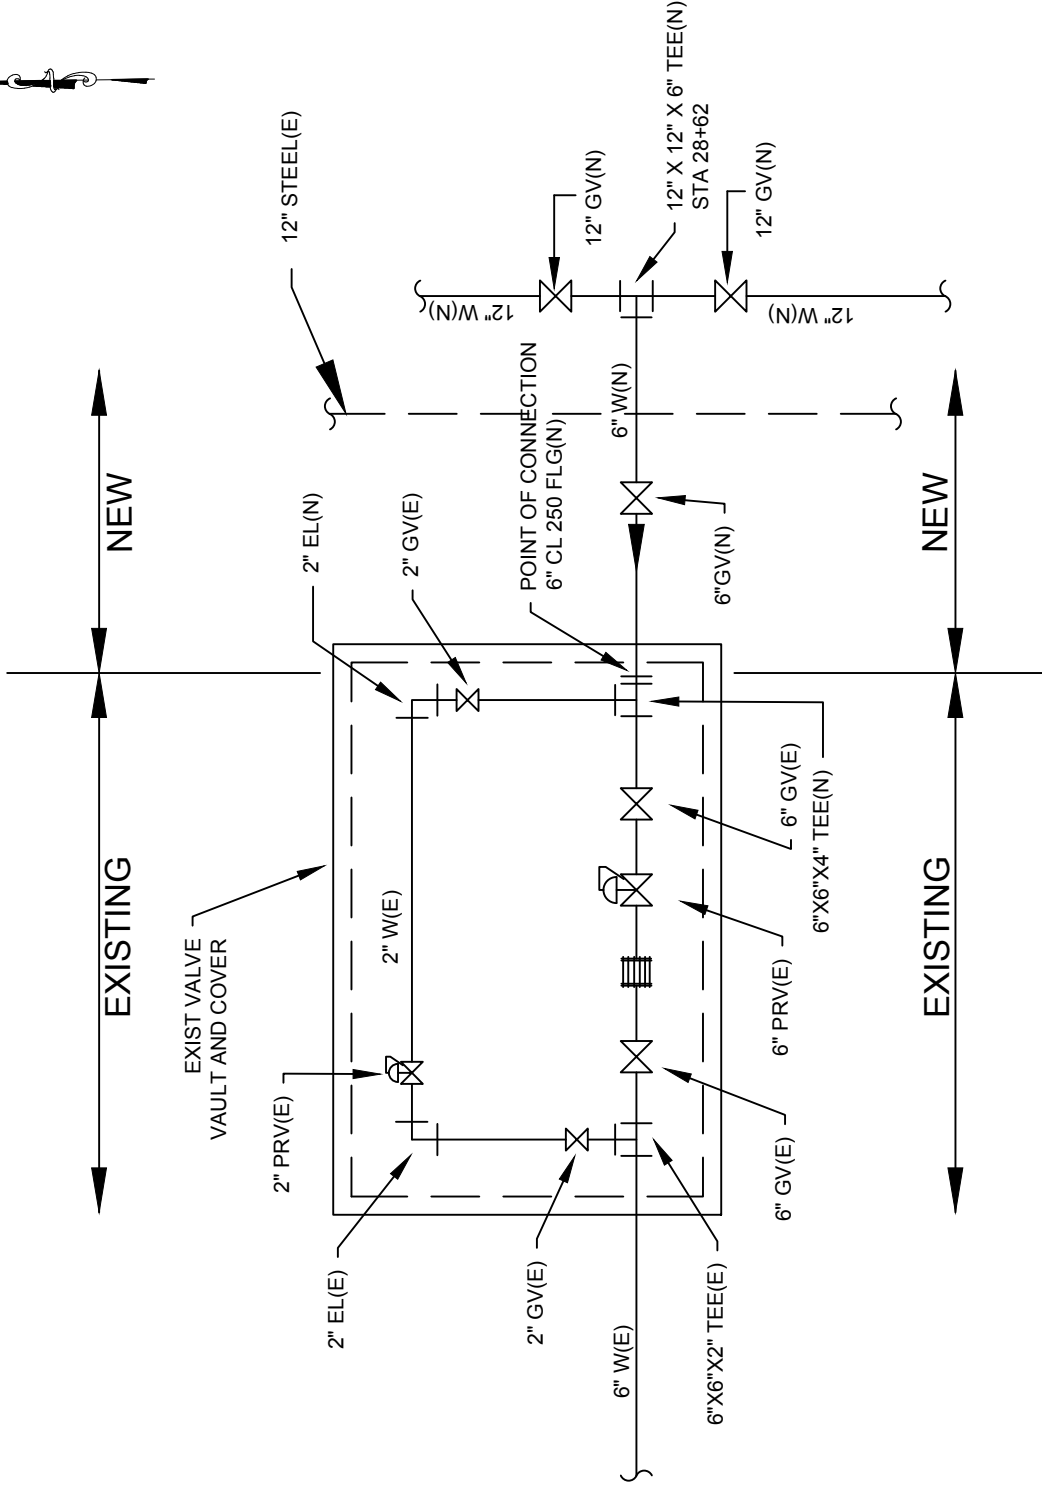 12" STEEL(E)
12" GV(N)
12" X 12" X 6" TEE(N)
STA 28+62
12" GV(N)
12" W(N)
12" W(N)
6" W(N)
NEW
NEW
2" EL(N)
2" GV(E)
POINT OF CONNECTION
6" CL 250 FLG(N)
6"GV(N)
EXISTING
EXISTING
EXIST VALVE
VAULT AND COVER
2" W(E)
6" GV(E)
6"X6"X4" TEE(N)
6" PRV(E)
2" PRV(E)
6" GV(E)
2" EL(E)
2" GV(E)
6" W(E)
6"X6"X2" TEE(E)